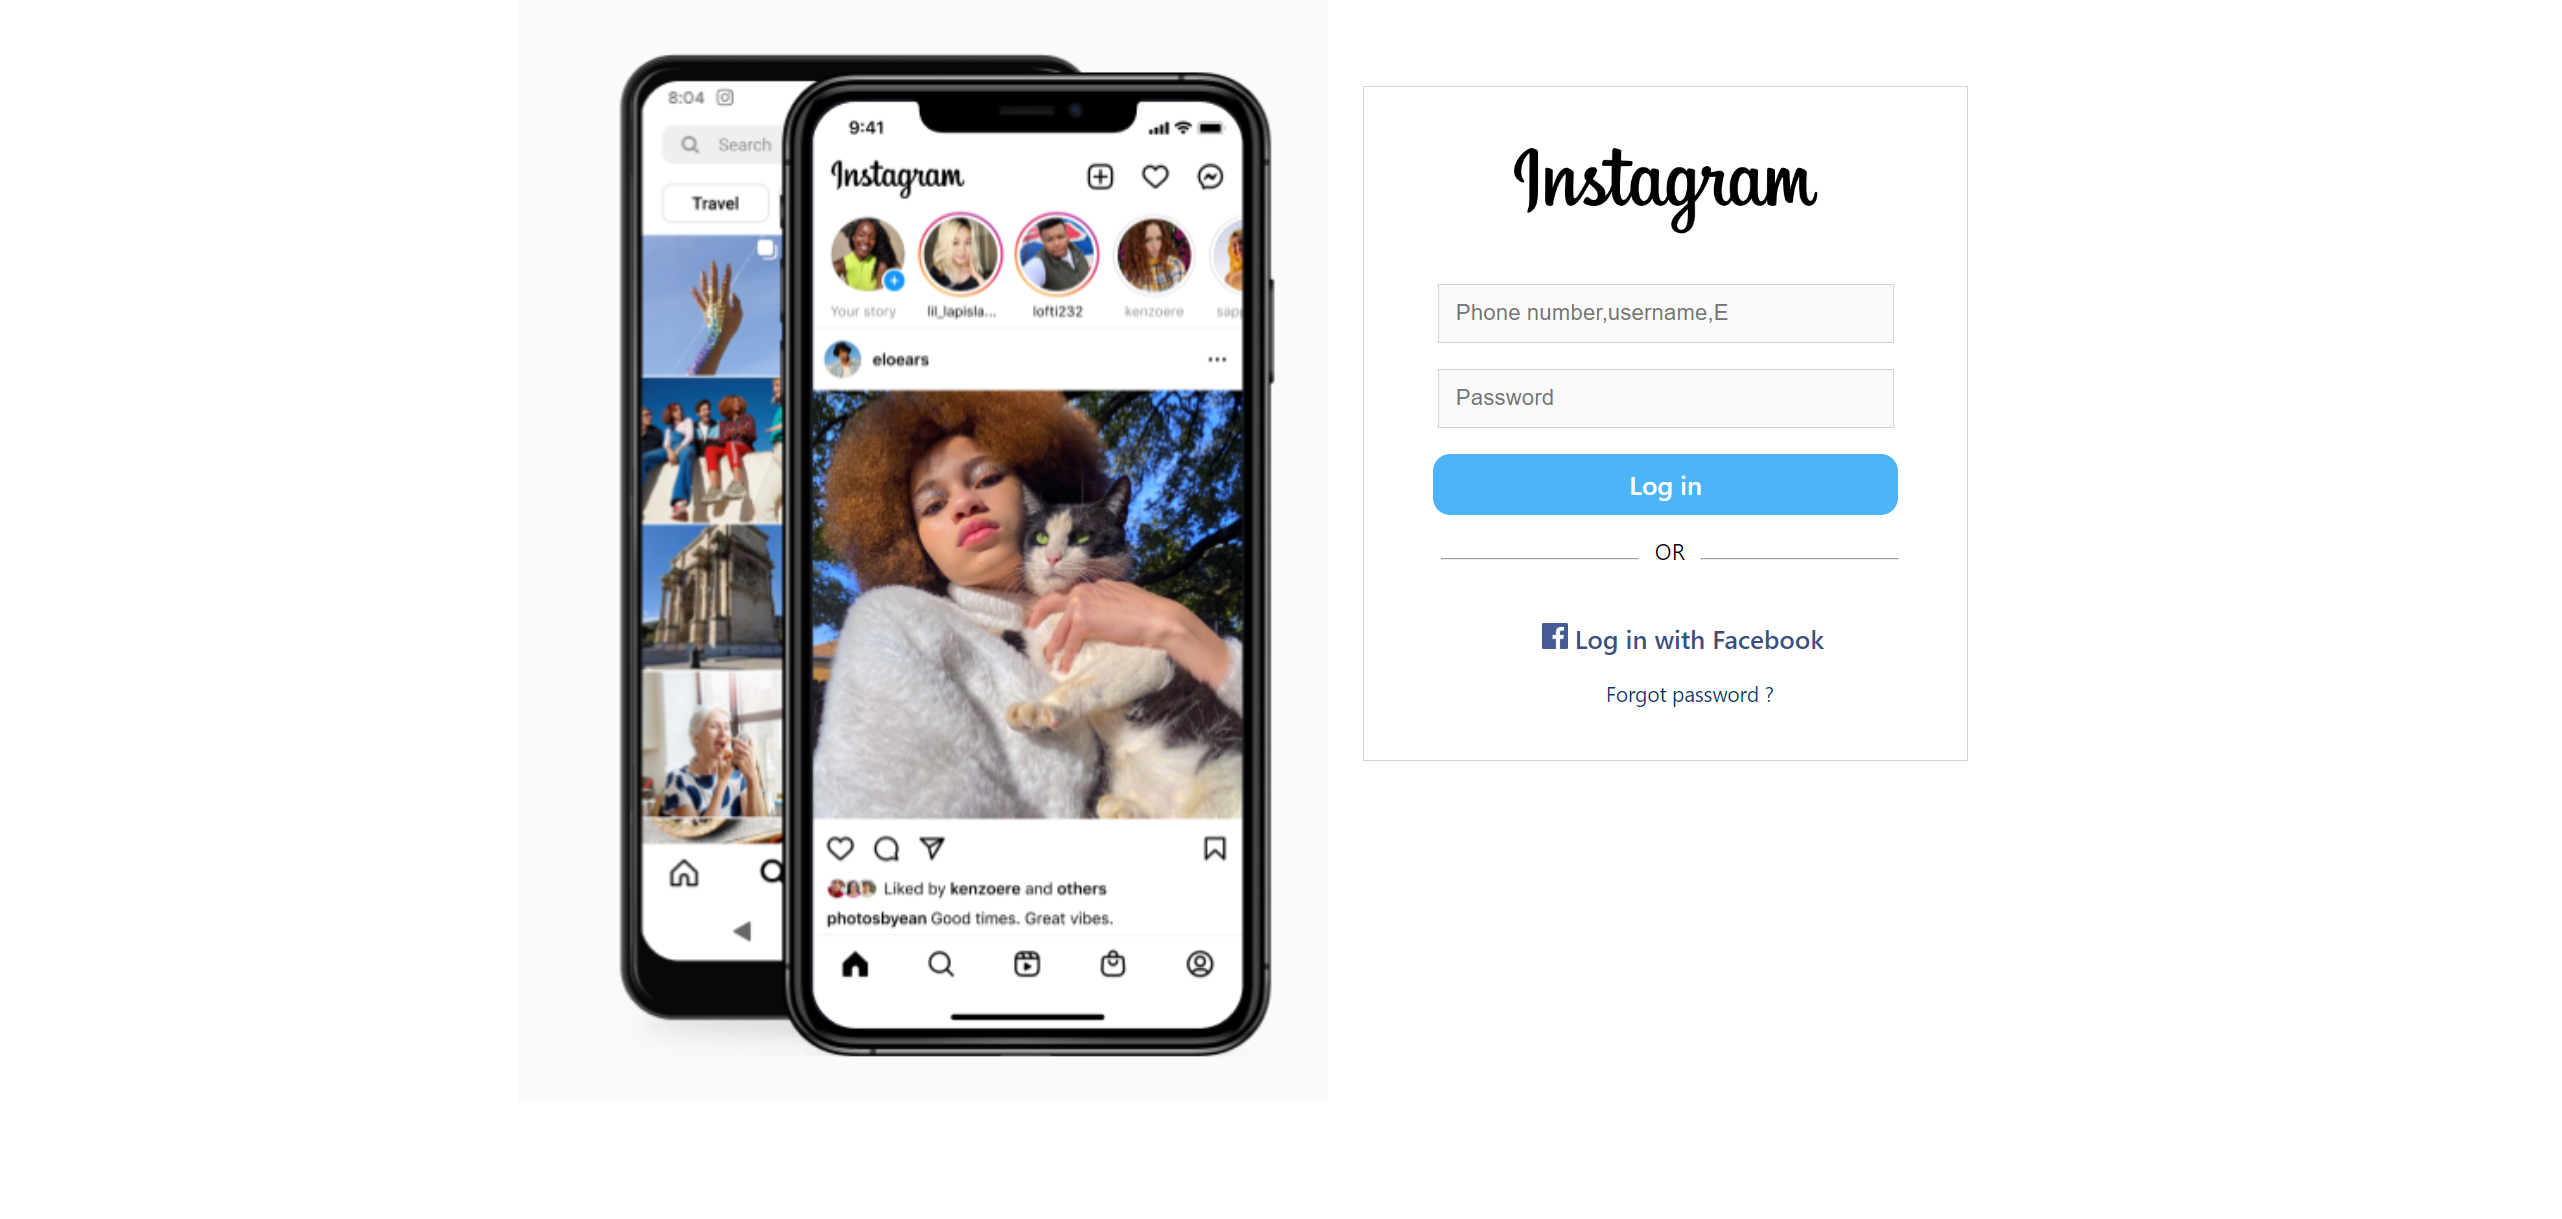 8:04
Search
Travel
9:41
Instagram
Your story
lil_lapisla...
lofti232
kenzoere
sapp
eloears
Liked by kenzoere and others
photosbyean Good times. Great vibes.
Instagram
Phone number,username,E
Password
Log in
OR
Log in with Facebook
Forgot password ?